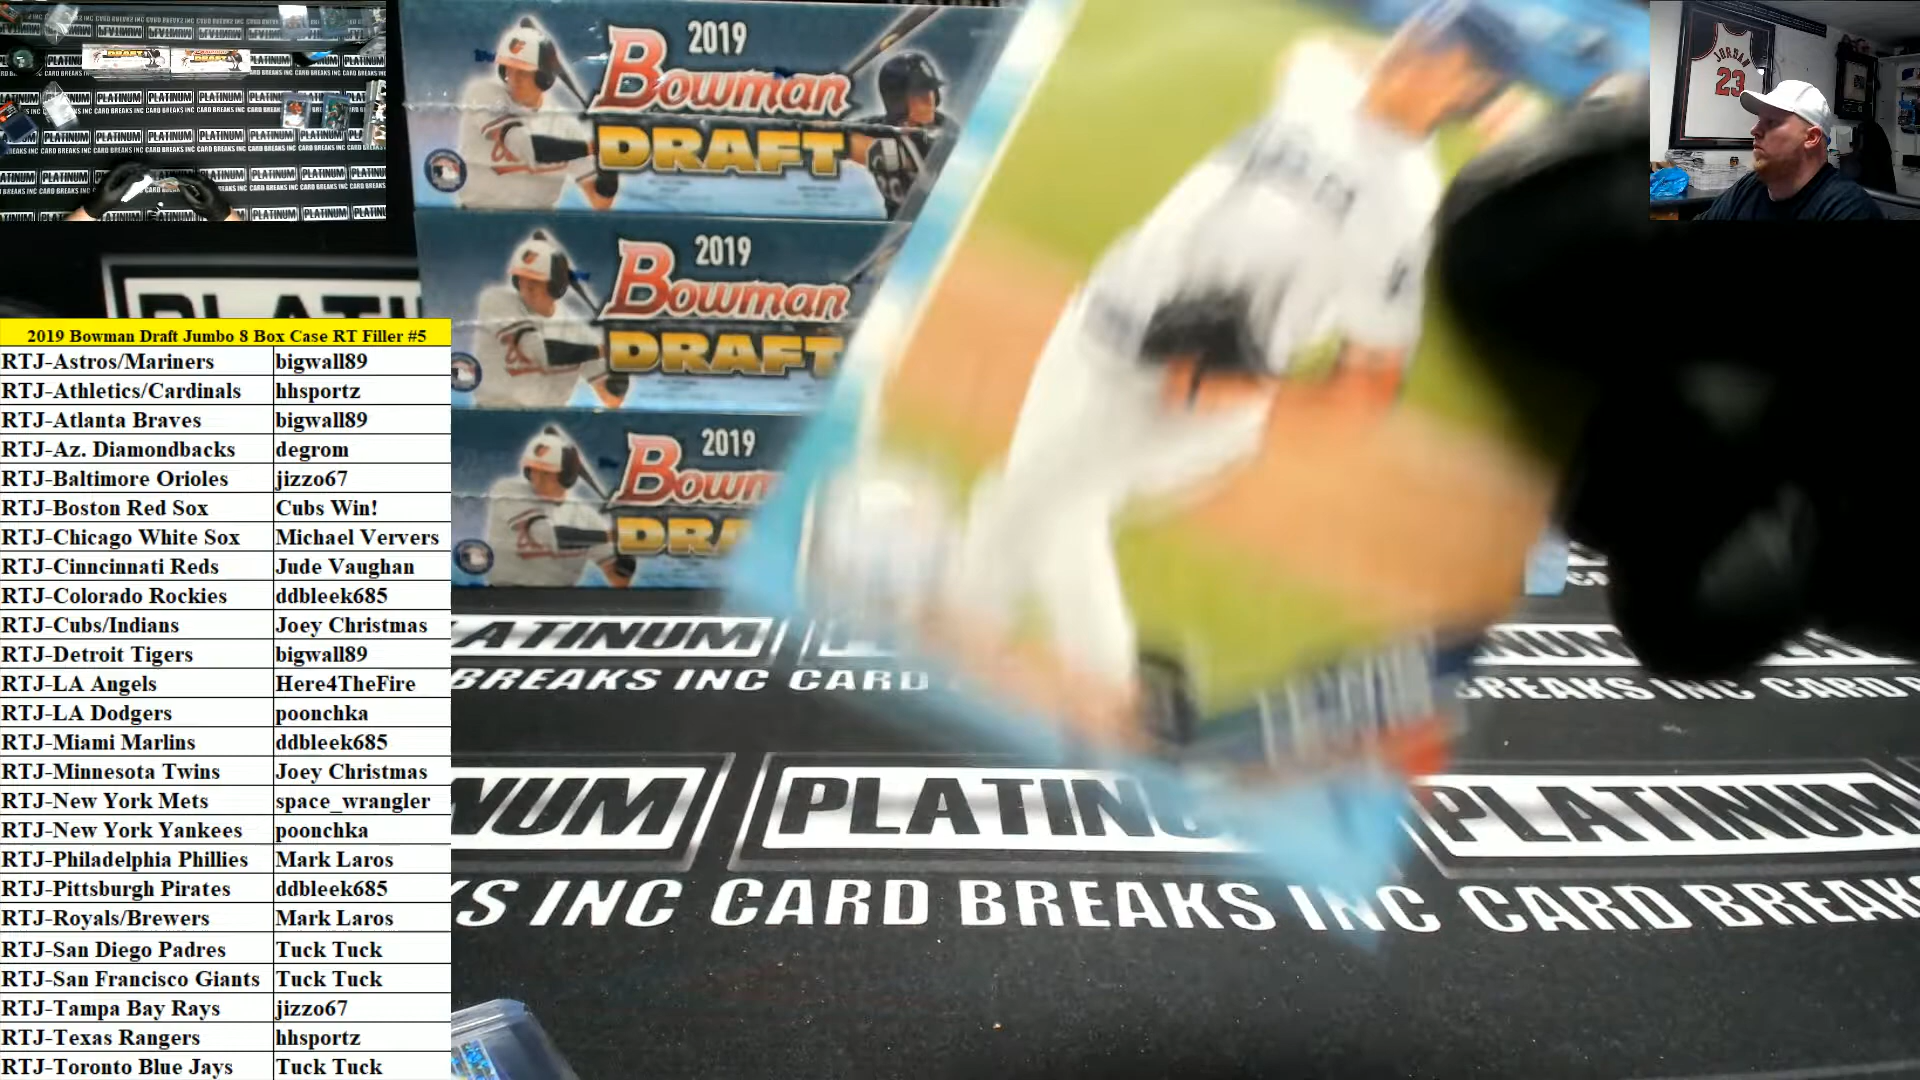 2019
Bowman
DRAFT
2019
Bowman
DRAFT
2019
JORDAN
23
2019 Bowman Draft Jumbo 8 Box Case RT Filler #5
RTJ-Astros/Mariners bigwall89
RTJ-Athletics/Cardinals hhsportz
RTJ-Atlanta Braves bigwall89
RTJ-Az. Diamondbacks degrom
RTJ-Baltimore Orioles jizzo67
RTJ-Boston Red Sox Cubs Win!
RTJ-Chicago White Sox Michael Ververs
RTJ-Cinncinnati Reds Jude Vaughan
RTJ-Colorado Rockies ddbleek685
RTJ-Cubs/Indians Joey Christmas
RTJ-Detroit Tigers bigwall89
RTJ-LA Angels Here4TheFire
RTJ-LA Dodgers poonchka
RTJ-Miami Marlins ddbleek685
RTJ-Minnesota Twins Joey Christmas
RTJ-New York Mets space_wrangler
RTJ-New York Yankees poonchka
RTJ-Philadelphia Phillies Mark Laros
RTJ-Pittsburgh Pirates ddbleek685
RTJ-Royals/Brewers Mark Laros
RTJ-San Diego Padres Tuck Tuck
RTJ-San Francisco Giants Tuck Tuck
RTJ-Tampa Bay Rays jizzo67
RTJ-Texas Rangers hhsportz
RTJ-Toronto Blue Jays Tuck Tuck
BREAKS INC CARD
PLATINUM
INC CARD BREAKS INC CARD BREAKS